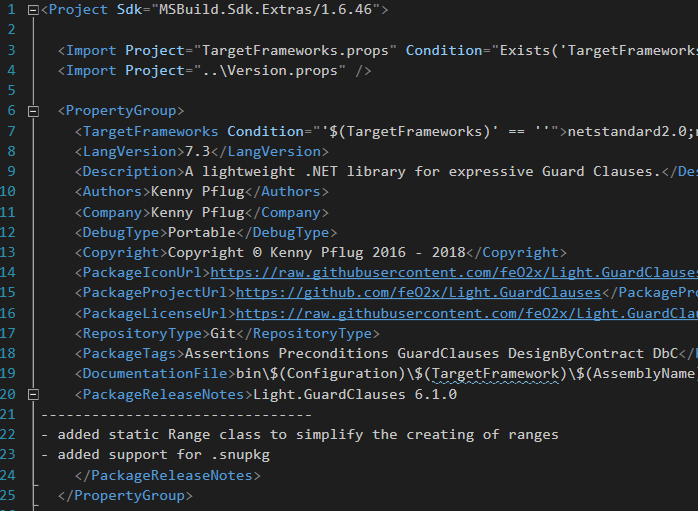 1 <Project Sdk="MSBuild.Sdk.Extras/1.6.46">
2
3 <Import Project="TargetFrameworks.props" Condition="Exists('TargetFrameworks
4 <Import Project="..\Version.props" />
5
6 <PropertyGroup>
7 <TargetFrameworks Condition="'$(TargetFrameworks)' == ''">netstandard2.0;
8 <LangVersion>7.3</LangVersion>
9 <Description>A lightweight .NET library for expressive Guard Clauses.</Des
10 <Authors>Kenny Pflug</Authors>
11 <Company>Kenny Pflug</Company>
12 <DebugType>Portable</DebugType>
13 <Copyright>Copyright © Kenny Pflug 2016 - 2018</Copyright>
14 <PackageIconUrl>https://raw.githubusercontent.com/feO2x/Light.GuardClauses
15 <PackageProjectUrl>https://github.com/feO2x/Light.GuardClauses</PackagePro
16 <PackageLicenseUrl>https://raw.githubusercontent.com/feO2x/Light.GuardClau
17 <RepositoryType>Git</RepositoryType>
18 <PackageTags>Assertions Preconditions GuardClauses DesignByContract DbC</
19 <DocumentationFile>bin\$(Configuration)\$(TargetFramework)\$(AssemblyName)
20 <PackageReleaseNotes>Light.GuardClauses 6.1.0
21 --------------------------------
22 - added static Range class to simplify the creating of ranges
23 - added support for .snupkg
24 </PackageReleaseNotes>
25 </PropertyGroup>